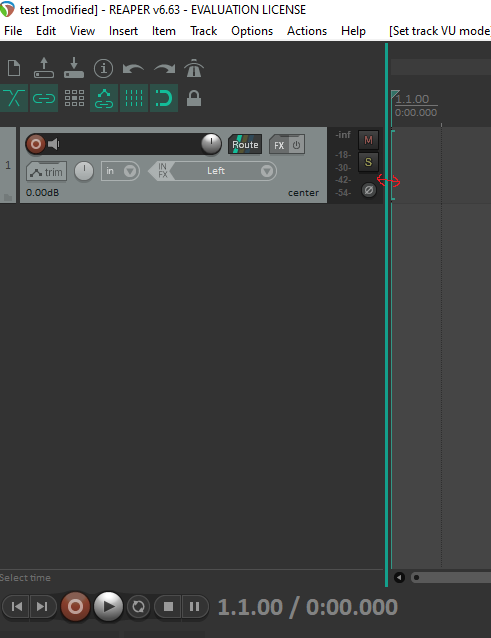 test [modified] - REAPER v6.63 - EVALUATION LICENSE
File Edit View Insert Item Track Options Actions Help [Set track VU mode
1.1.00
0:00.000
1
Route FX
trim in IN FX Left
0.00dB center
-inf M
-18- S
-30-
-42-
-54-
Select time
1.1.00 / 0:00.000